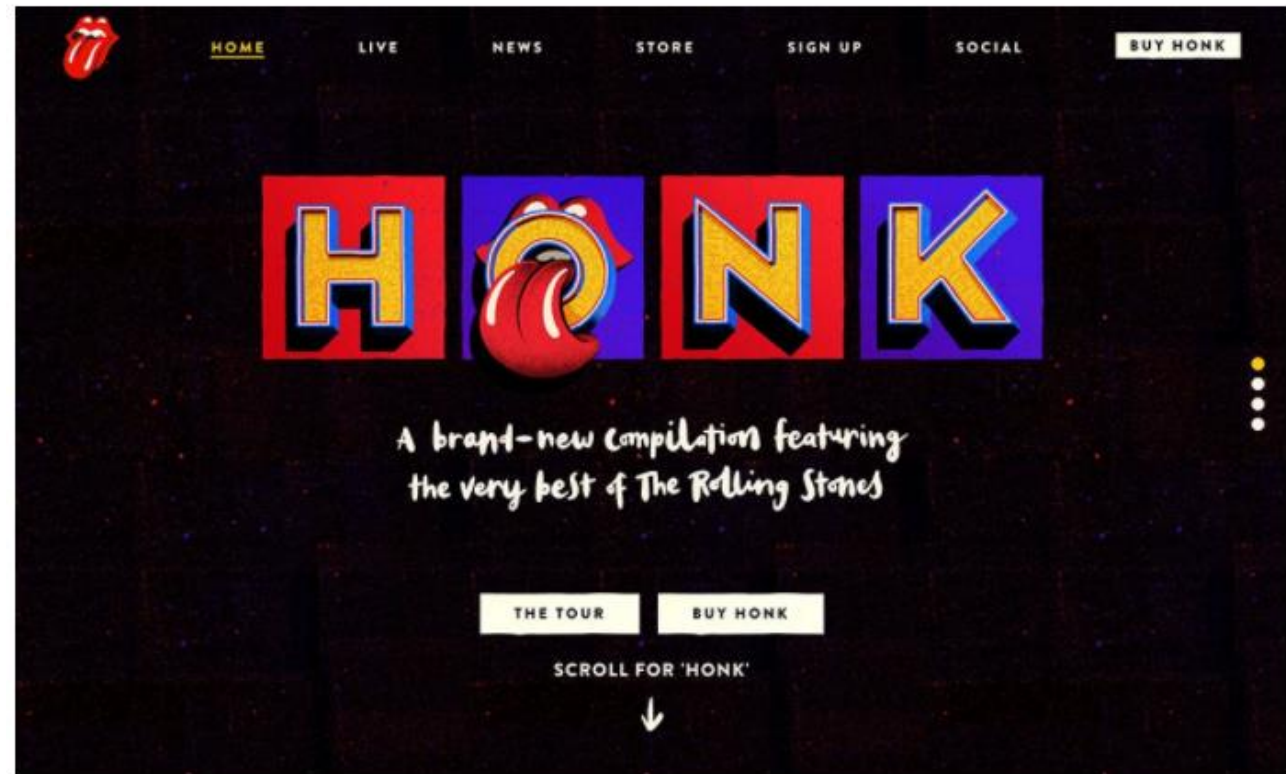 HOME LIVE NEWS STORE SIGN UP SOCIAL BUY HONK
HONK
A brand-new compilation featuring
the very best of The Rolling Stones
THE TOUR BUY HONK
SCROLL FOR 'HONK'